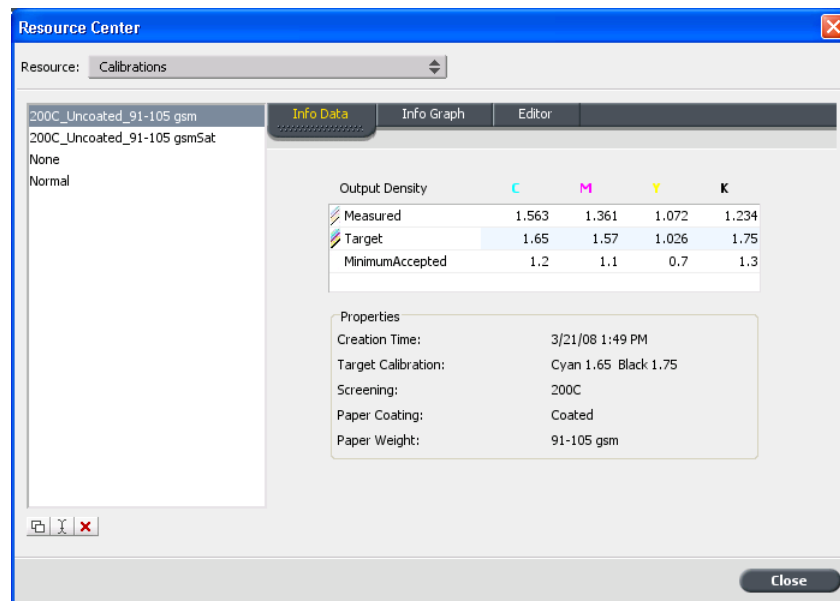 Resource Center
Resource: Calibrations
200C_Uncoated_91-105 gsm
200C_Uncoated_91-105 gsmSat
None
Normal
Info Data Info Graph Editor
Output Density C M Y K
Measured 1.563 1.361 1.072 1.234
Target 1.65 1.57 1.026 1.75
MinimumAccepted 1.2 1.1 0.7 1.3
Properties
Creation Time: 3/21/08 1:49 PM
Target Calibration: Cyan 1.65 Black 1.75
Screening: 200C
Paper Coating: Coated
Paper Weight: 91-105 gsm
Close